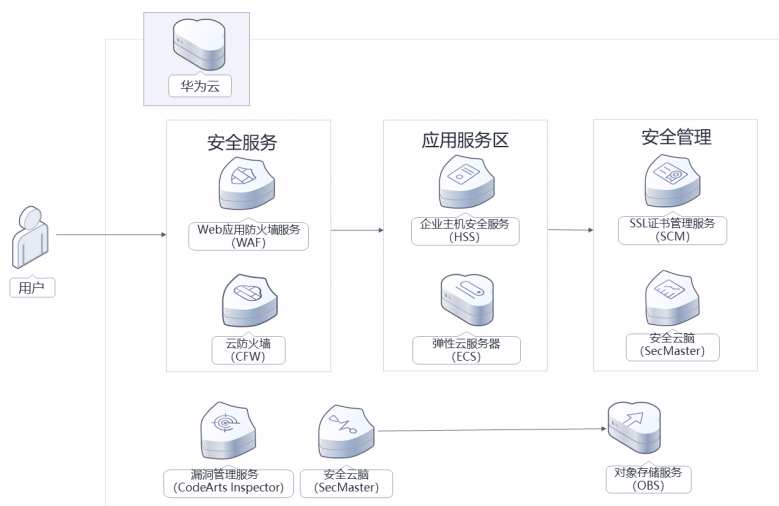 华为云
安全服务
应用服务区
安全管理
Web应用防火墙服务
(WAF)
企业主机安全服务
(HSS)
SSL证书管理服务
(SCM)
用户
云防火墙
(CFW)
弹性云服务器
(ECS)
安全云脑
(SecMaster)
漏洞管理服务
(CodeArts Inspector)
安全云脑
(SecMaster)
对象存储服务
(OBS)